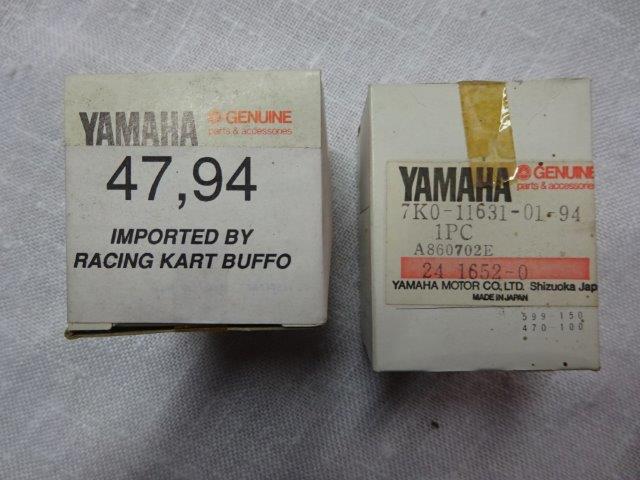 YAMAHA GENUINE
parts & accessories
47,94
IMPORTED BY
RACING KART BUFFO
YAMAHA GENUINE
parts & accessories
7K0-11631-01-94
1PC
A860702E
24 1652-0
YAMAHA MOTOR CO., LTD. Shizuoka Jap
MADE IN JAPAN
599-150
470-100